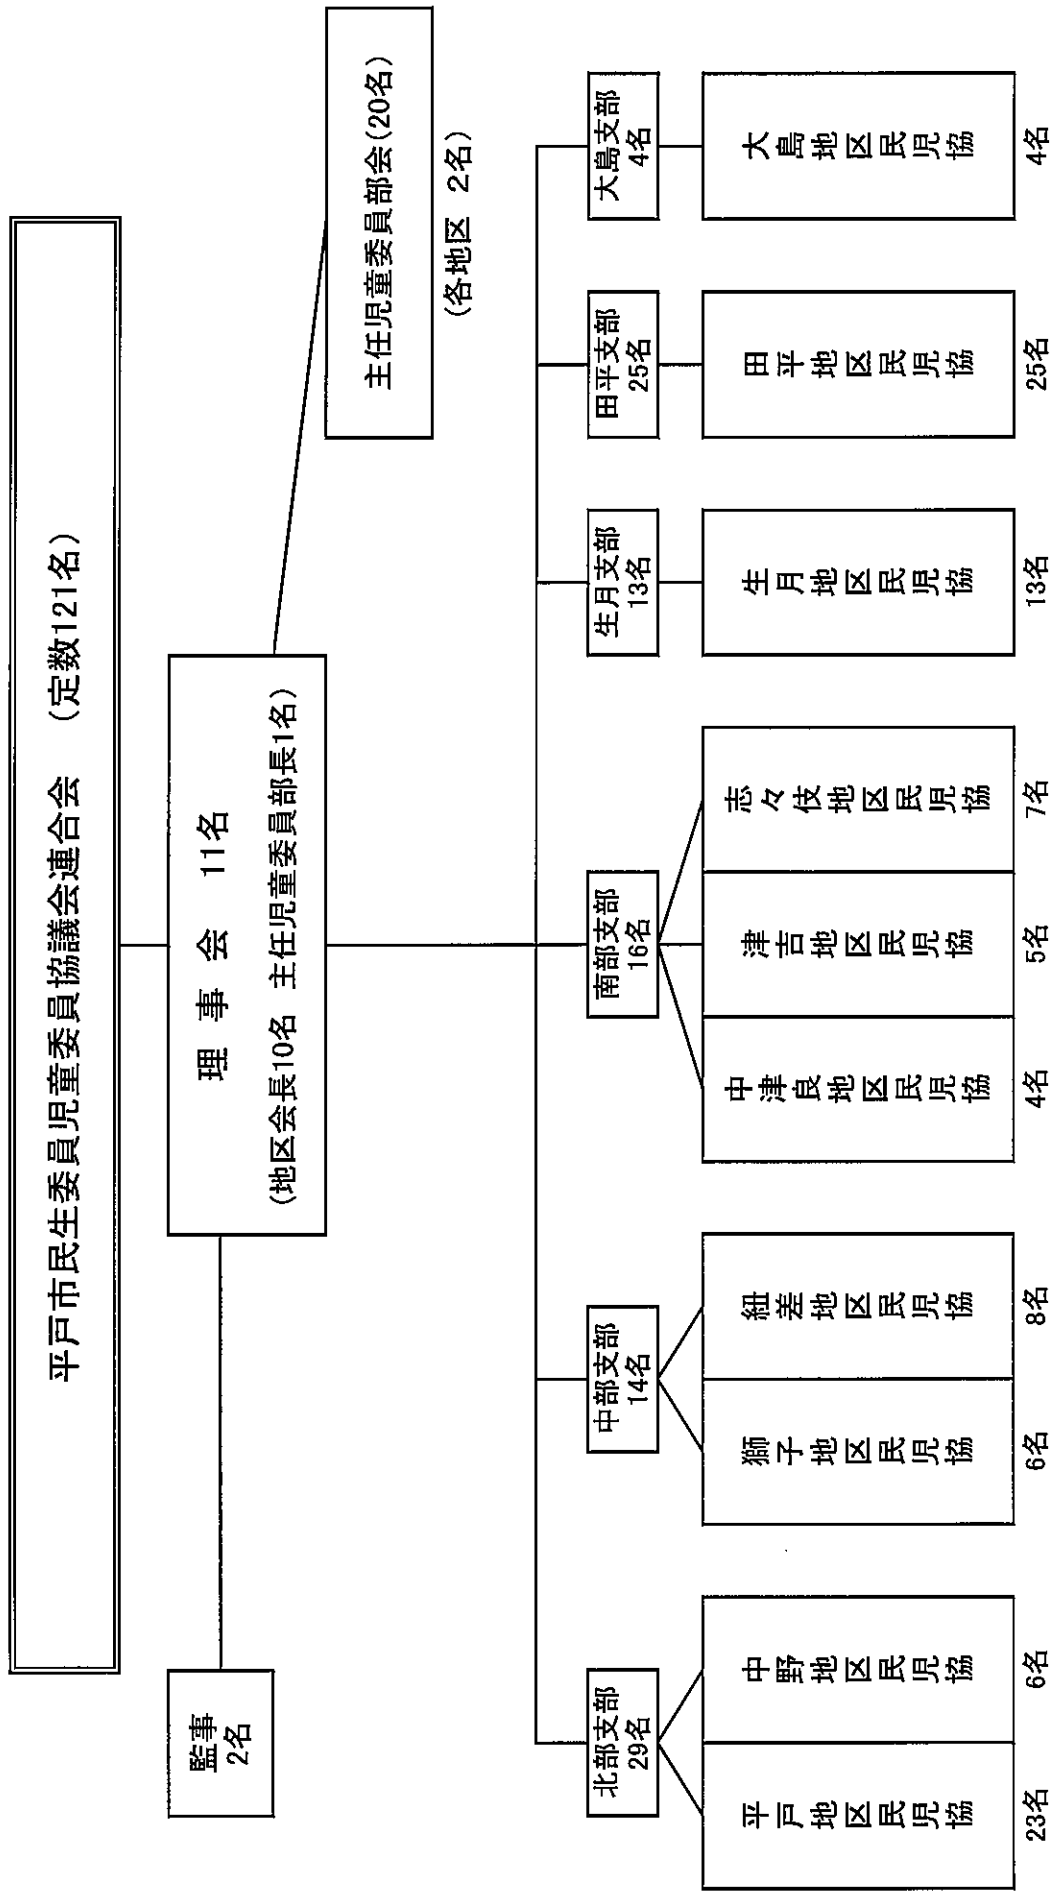 平戸市民生委員児童委員協議会連合会　（定数121名）
監事
2名
理　事　会　11名
(地区会長10名　主任児童委員部長1名)
主任児童委員部会(20名)
(各地区　2名)
北部支部
29名
中部支部
14名
南部支部
16名
生月支部
13名
田平支部
25名
大島支部
4名
平戸地区民児協
中野地区民児協
獅子地区民児協
紐差地区民児協
中津良地区民児協
津吉地区民児協
志々伎地区民児協
生月地区民児協
田平地区民児協
大島地区民児協
23名
6名
6名
8名
4名
5名
7名
13名
25名
4名